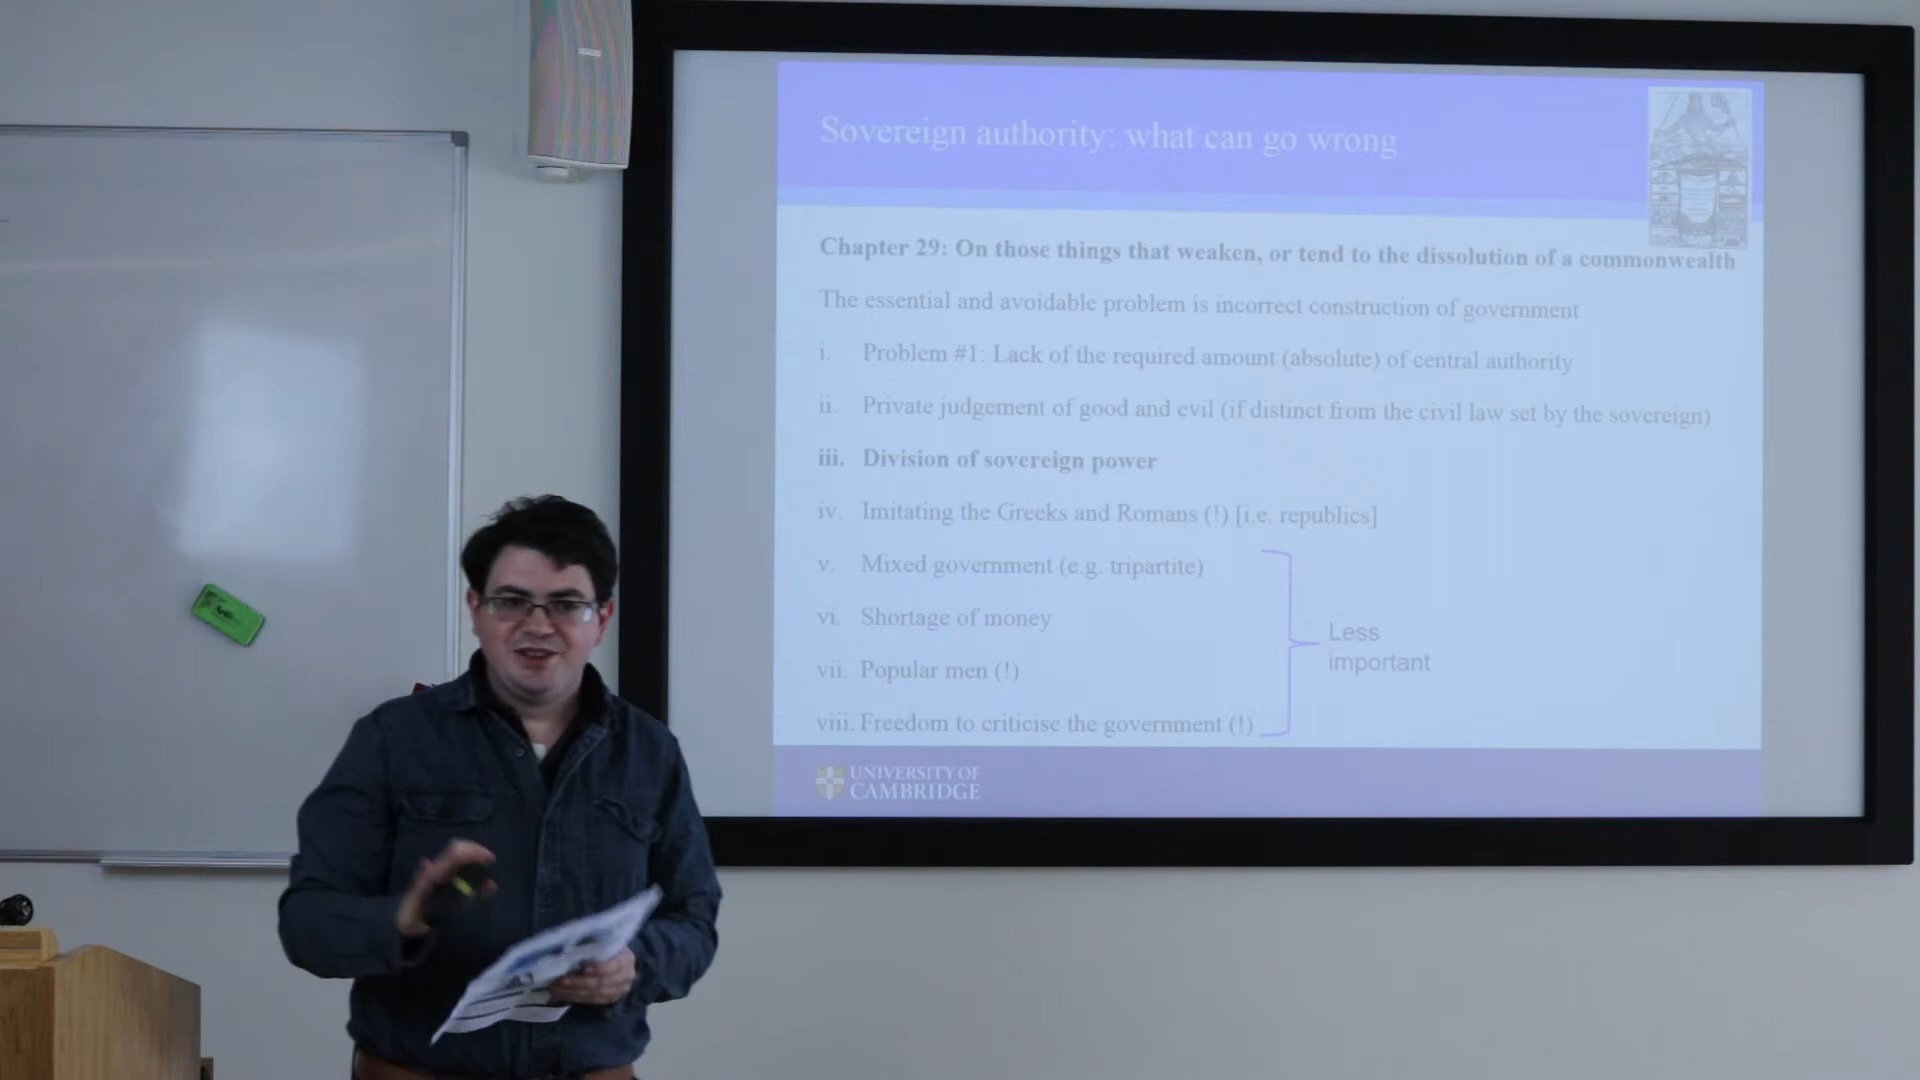 Sovereign authority: what can go wrong
Chapter 29: On those things that weaken, or tend to the dissolution of a commonwealth
The essential and avoidable problem is incorrect construction of government
i. Problem #1: Lack of the required amount (absolute) of central authority
ii. Private judgement of good and evil (if distinct from the civil law set by the sovereign)
iii. Division of sovereign power
iv. Imitating the Greeks and Romans (!) [i.e. republics]
v. Mixed government (e.g. tripartite)
vi. Shortage of money
vii. Popular men (!)
viii. Freedom to criticise the government (!)
Less
important
UNIVERSITY OF
CAMBRIDGE